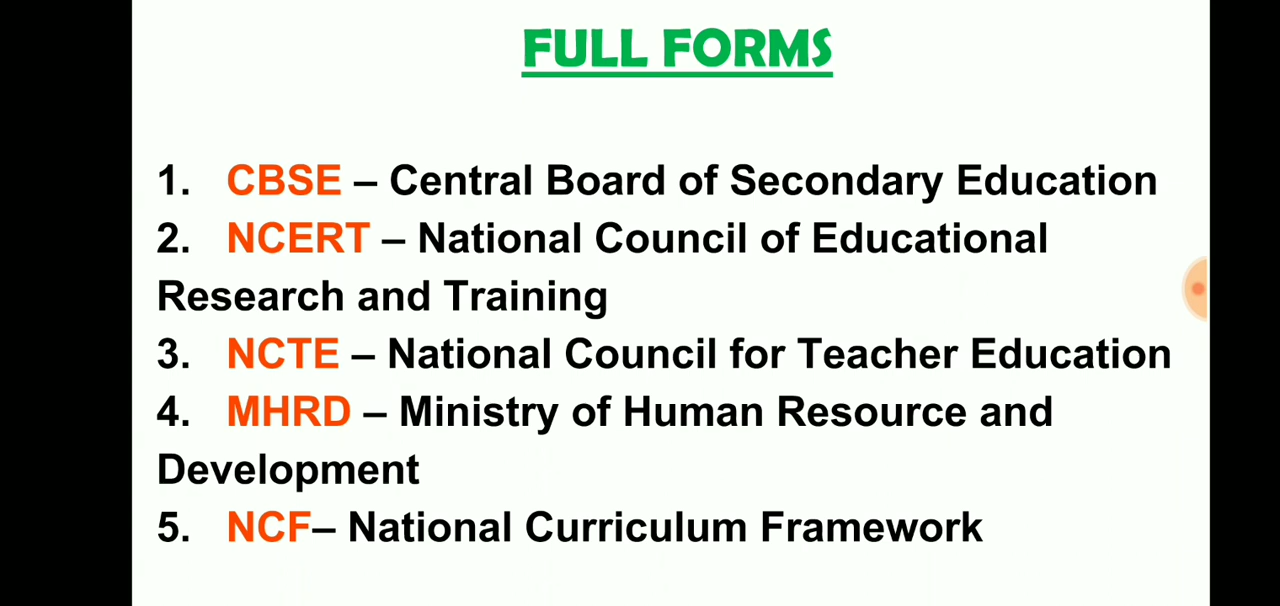 FULL FORMS
1. CBSE – Central Board of Secondary Education
2. NCERT – National Council of Educational
Research and Training
3. NCTE – National Council for Teacher Education
4. MHRD – Ministry of Human Resource and
Development
5. NCF– National Curriculum Framework